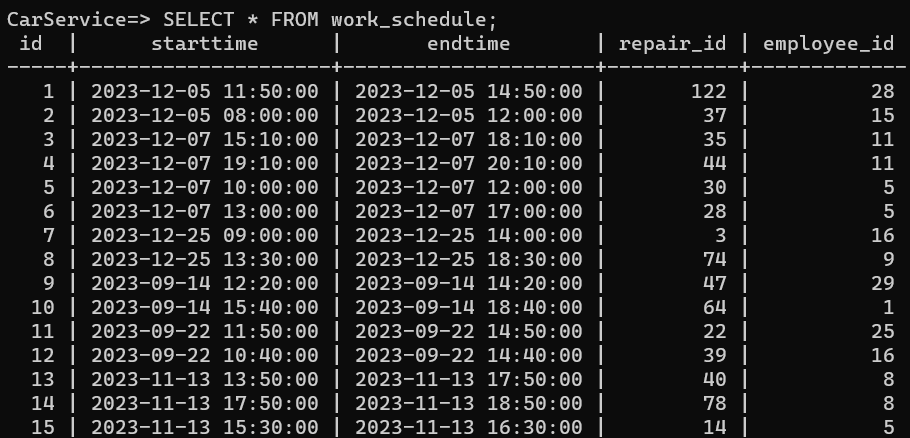 CarService=> SELECT * FROM work_schedule;
 id  |      starttime      |       endtime       | repair_id | employee_id
-----+---------------------+---------------------+-----------+-------------
   1 | 2023-12-05 11:50:00 | 2023-12-05 14:50:00 |       122 |          28
   2 | 2023-12-05 08:00:00 | 2023-12-05 12:00:00 |        37 |          15
   3 | 2023-12-07 15:10:00 | 2023-12-07 18:10:00 |        35 |          11
   4 | 2023-12-07 19:10:00 | 2023-12-07 20:10:00 |        44 |          11
   5 | 2023-12-07 10:00:00 | 2023-12-07 12:00:00 |        30 |           5
   6 | 2023-12-07 13:00:00 | 2023-12-07 17:00:00 |        28 |           5
   7 | 2023-12-25 09:00:00 | 2023-12-25 14:00:00 |         3 |          16
   8 | 2023-12-25 13:30:00 | 2023-12-25 18:30:00 |        74 |           9
   9 | 2023-09-14 12:20:00 | 2023-09-14 14:20:00 |        47 |          29
  10 | 2023-09-14 15:40:00 | 2023-09-14 18:40:00 |        64 |           1
  11 | 2023-09-22 11:50:00 | 2023-09-22 14:50:00 |        22 |          25
  12 | 2023-09-22 10:40:00 | 2023-09-22 14:40:00 |        39 |          16
  13 | 2023-11-13 13:50:00 | 2023-11-13 17:50:00 |        40 |           8
  14 | 2023-11-13 17:50:00 | 2023-11-13 18:50:00 |        78 |           8
  15 | 2023-11-13 15:30:00 | 2023-11-13 16:30:00 |        14 |           5